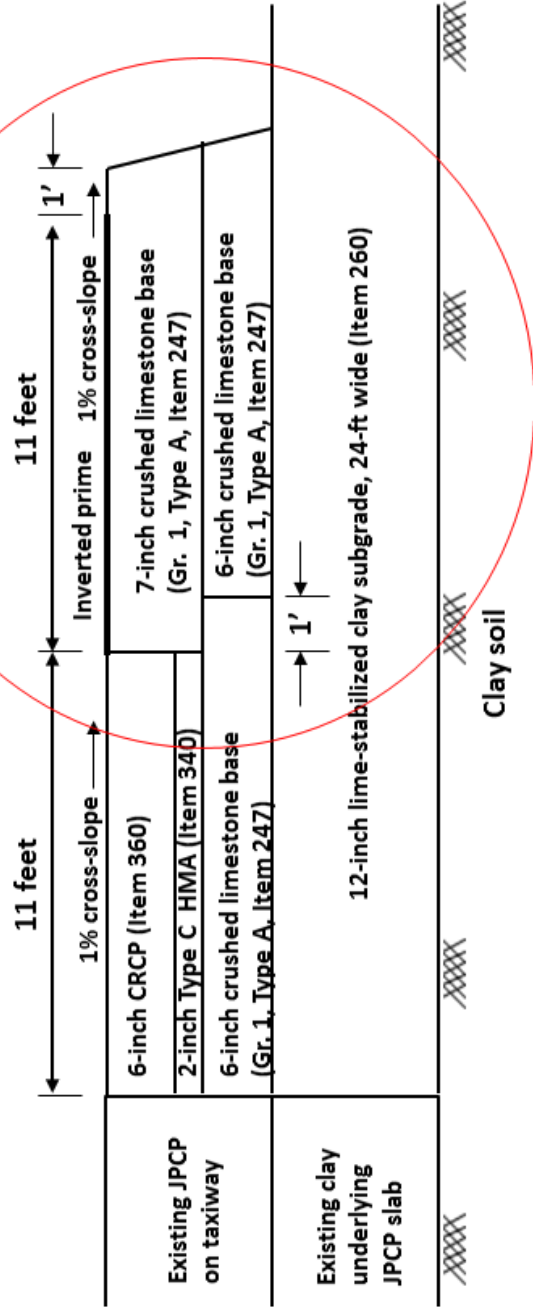 11 feet
11 feet
1’
1% cross-slope
Inverted prime
1% cross-slope
6-inch CRCP (Item 360)
2-inch Type C HMA (Item 340)
6-inch crushed limestone base
(Gr. 1, Type A, Item 247)
7-inch crushed limestone base
(Gr. 1, Type A, Item 247)
6-inch crushed limestone base
(Gr. 1, Type A, Item 247)
1’
Existing JPCP
on taxiway
Existing clay
underlying
JPCP slab
12-inch lime-stabilized clay subgrade, 24-ft wide (Item 260)
Clay soil